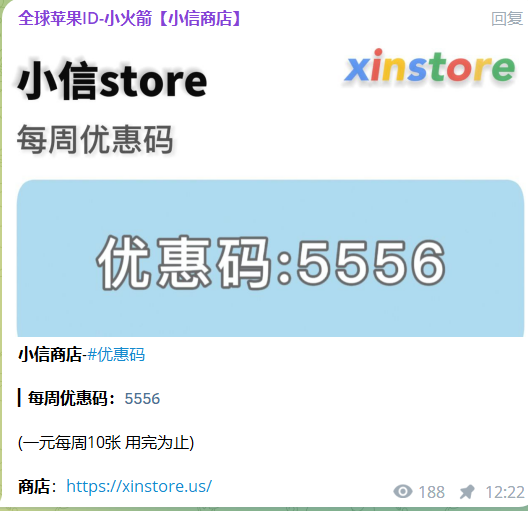 全球苹果ID-小火箭【小信商店】 回复
小信store xinstore
每周优惠码
优惠码:5556
小信商店-#优惠码
每周优惠码：5556
(一元每周10张 用完为止)
商店：https://xinstore.us/
188 12:22